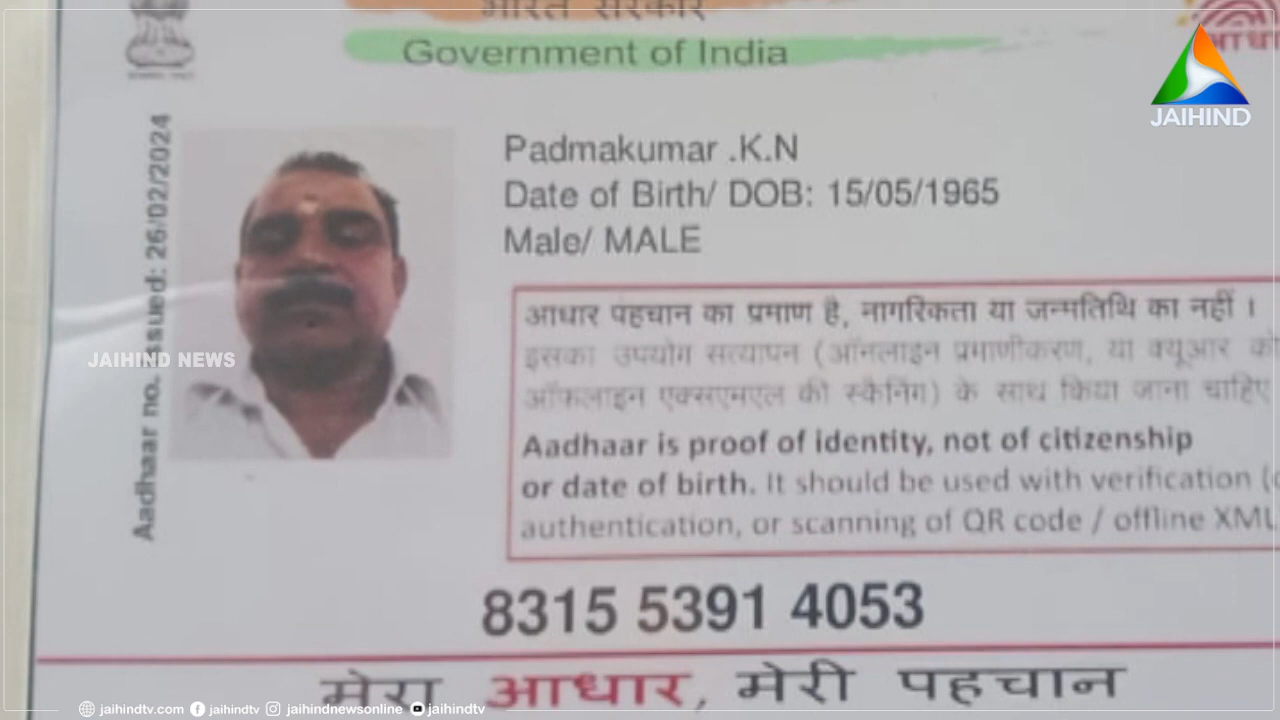 भारत सरकार
Government of India
JAIHIND
Aadhaar no. issued: 26/02/2024
Padmakumar .K.N
Date of Birth/ DOB: 15/05/1965
Male/ MALE
आधार पहचान का प्रमाण है, नागरिकता या जन्मतिथि का नहीं ।
इसका उपयोग सत्यापन (ऑनलाइन प्रमाणीकरण, या क्यूआर को
ऑफलाइन एक्सएमएल की स्कैनिंग) के साथ किया जाना चाहिए
JAIHIND NEWS
Aadhaar is proof of identity, not of citizenship
or date of birth. It should be used with verification (
authentication, or scanning of QR code / offline XML
8315 5391 4053
मेरा आधार, मेरी पहचान
jaihindtv.com jaihindtv jaihindnewsonline jaihindtv